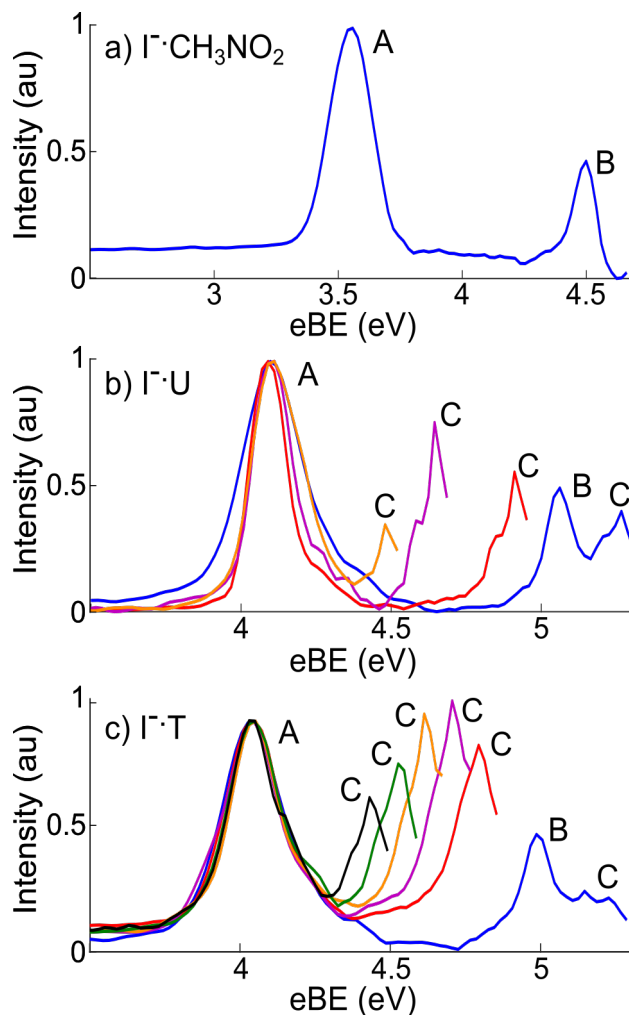 a) I⁻·CH₃NO₂
A
B
Intensity (au)
1
0.5
0
3
3.5
4
4.5
eBE (eV)
b) I⁻·U
A
C
C
C
B
C
Intensity (au)
1
0.5
0
4
4.5
5
eBE (eV)
c) I⁻·T
A
C
C
C
C
C
B
C
Intensity (au)
1
0.5
0
4
4.5
5
eBE (eV)